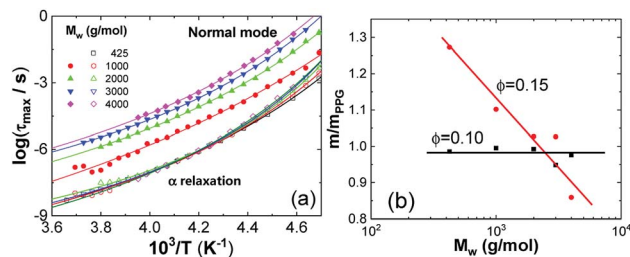 0
-3
-6
-9
log(τmax / s)
Mw (g/mol)
425
1000
2000
3000
4000
Normal mode
α relaxation
(a)
3.6 3.8 4.0 4.2 4.4 4.6
10³/T (K⁻¹)
1.3
1.2
1.1
1.0
0.9
0.8
m/mPPG
ϕ=0.15
ϕ=0.10
(b)
10² 10³ 10⁴
Mw (g/mol)